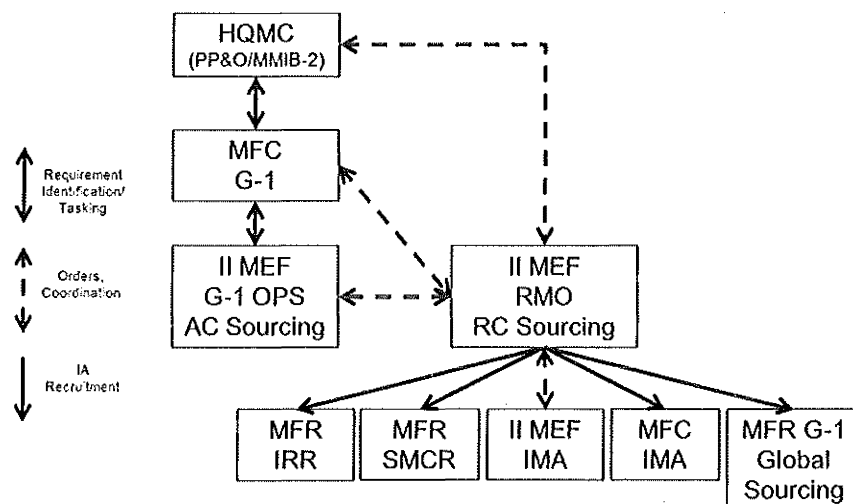 HQMC
(PP&O/MMIB-2)
MFC
G-1
Requirement
Identification/
Tasking
II MEF
G-1 OPS
AC Sourcing
II MEF
RMO
RC Sourcing
Orders,
Coordination
IA
Recruitment
MFR
IRR
MFR
SMCR
II MEF
IMA
MFC
IMA
MFR G-1
Global
Sourcing